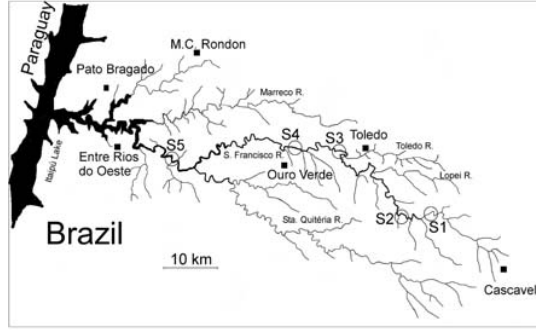 Paraguay
M.C. Rondon
Pato Bragado
Marreco R.
Itaipú Lake
Entre Rios
do Oeste
S5
S. Francisco R.
S4
S3
Toledo
Toledo R.
Ouro Verde
Lopei R.
Sta. Quitéria R.
S2
S1
Brazil
10 km
Cascavel